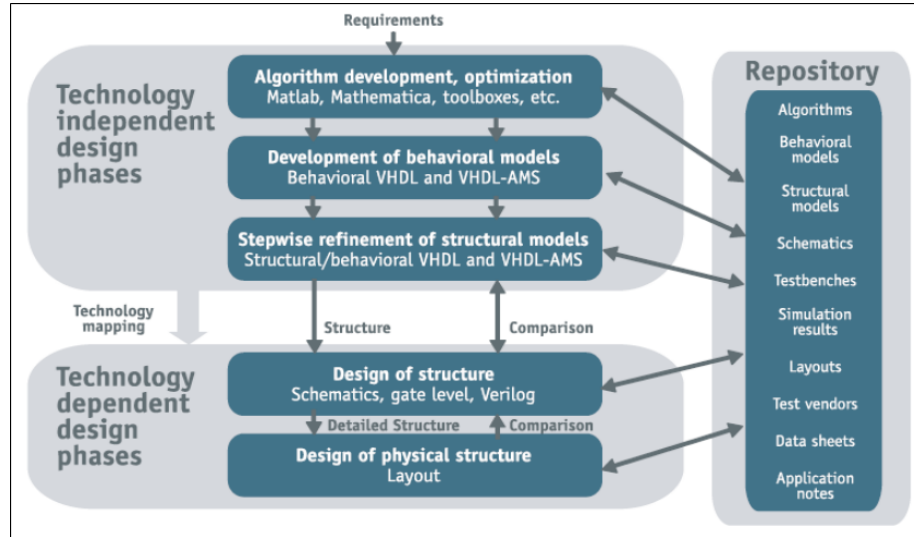 Requirements
Technology
independent
design
phases
Algorithm development, optimization
Matlab, Mathematica, toolboxes, etc.
Development of behavioral models
Behavioral VHDL and VHDL-AMS
Stepwise refinement of structural models
Structural/behavioral VHDL and VHDL-AMS
Technology
mapping
Structure
Comparison
Technology
dependent
design
phases
Design of structure
Schematics, gate level, Verilog
Detailed Structure
Comparison
Design of physical structure
Layout
Repository
Algorithms
Behavioral
models
Structural
models
Schematics
Testbenches
Simulation
results
Layouts
Test vendors
Data sheets
Application
notes